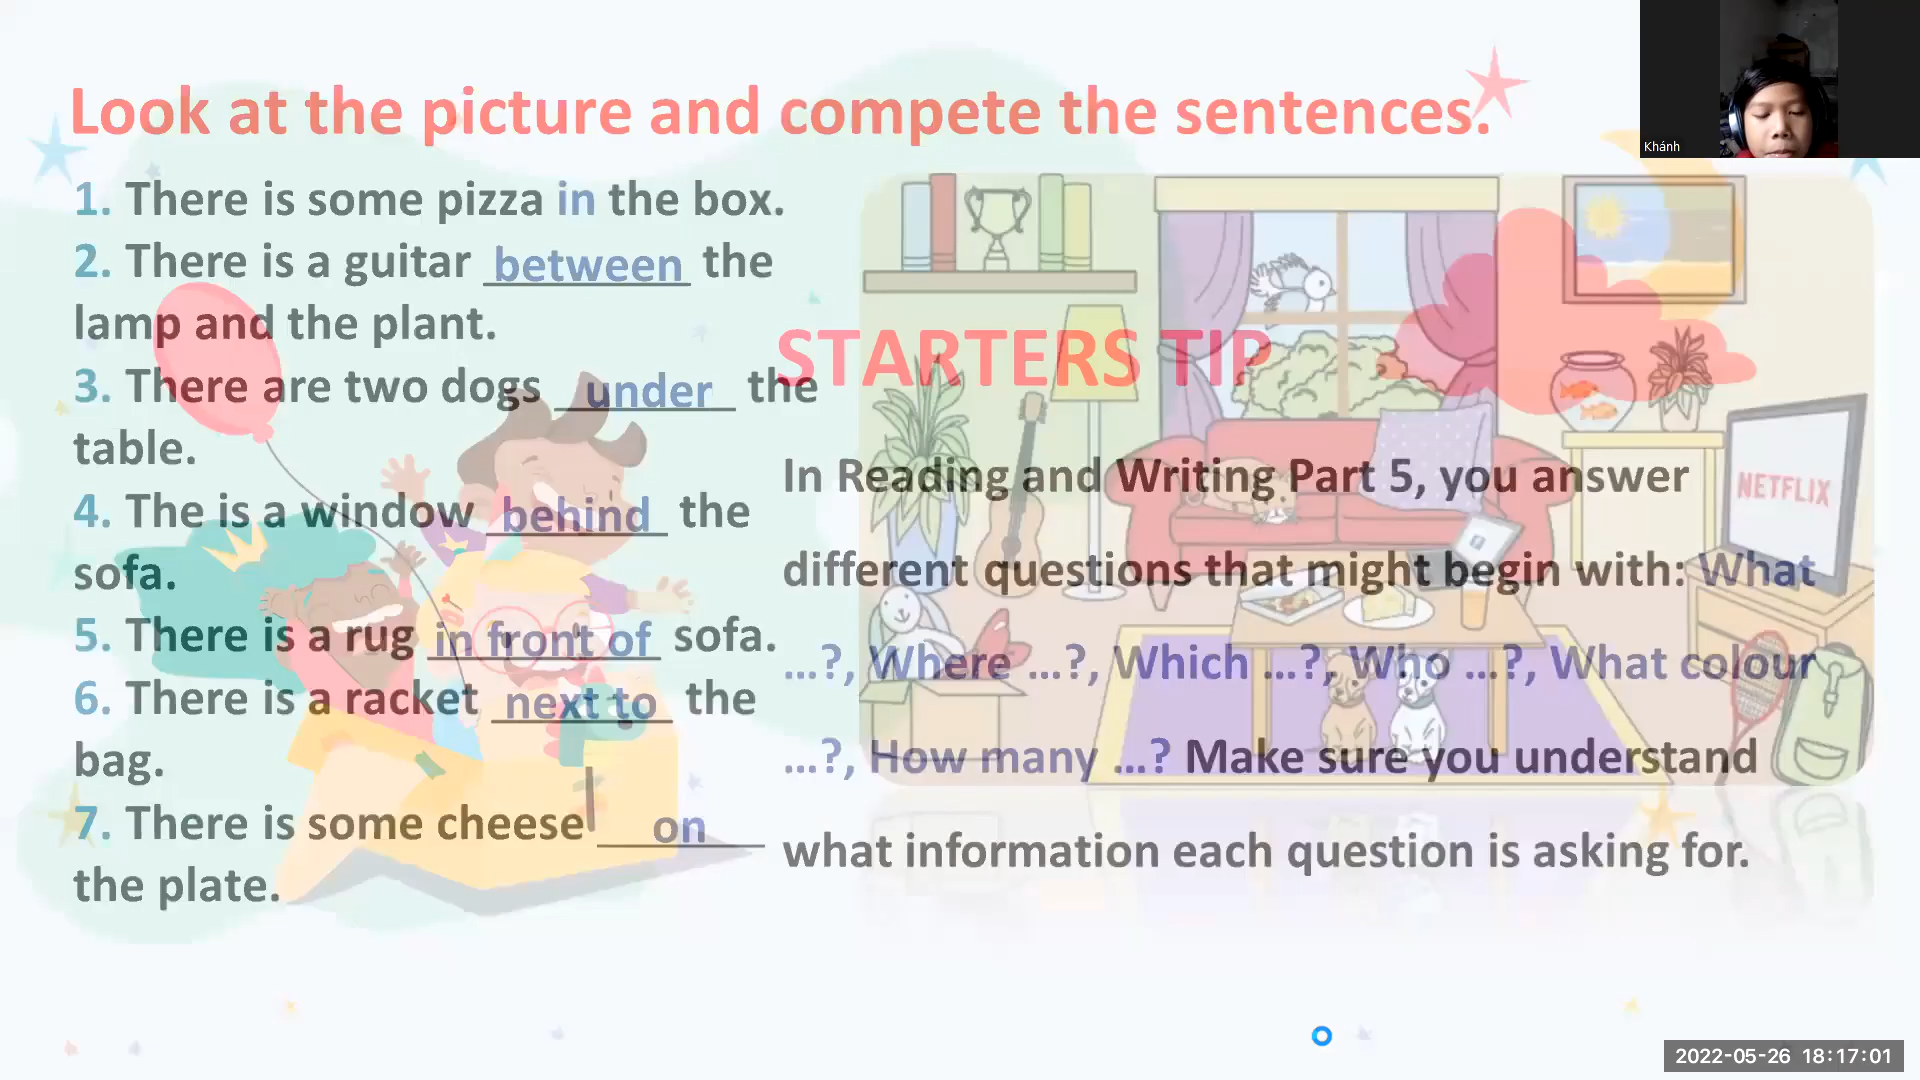 Look at the picture and compete the sentences.
1. There is some pizza in the box.
2. There is a guitar between the
lamp and the plant.
3. There are two dogs under the
table.
4. The is a window behind the
sofa.
5. There is a rug in front of sofa.
6. There is a racket next to the
bag.
7. There is some cheese on
the plate.
STARTERS TIP
In Reading and Writing Part 5, you answer
different questions that might begin with: What
...?, Where ...?, Which ...?, Who ...?, What colour
...?, How many ...? Make sure you understand
what information each question is asking for.
NETFLIX
Khánh
2022-05-26 18:17:01